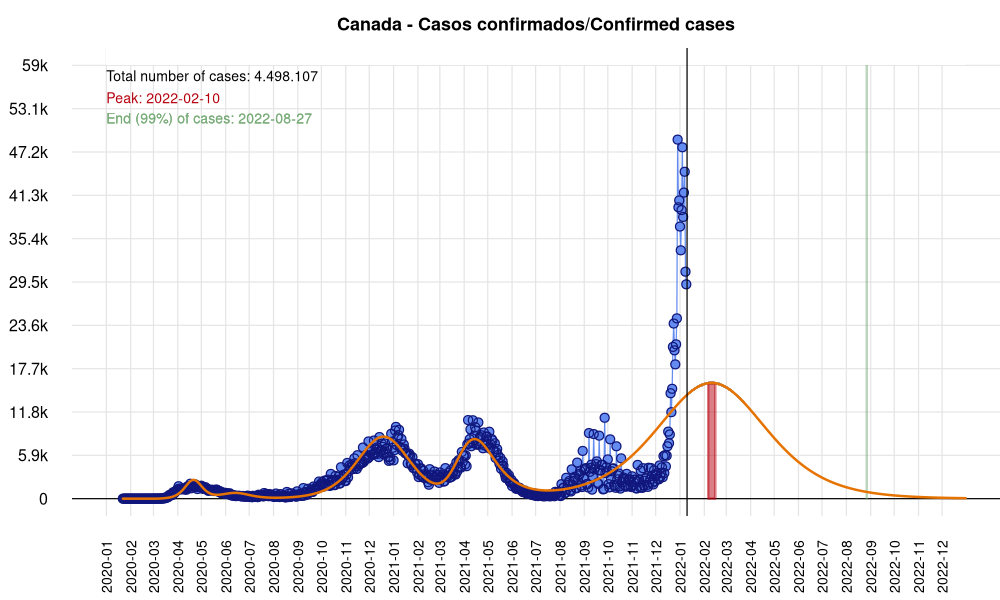 Canada - Casos confirmados/Confirmed cases
59k
53.1k
47.2k
41.3k
35.4k
29.5k
23.6k
17.7k
11.8k
5.9k
0
Total number of cases: 4.498.107
Peak: 2022-02-10
End (99%) of cases: 2022-08-27
2020-01
2020-02
2020-03
2020-04
2020-05
2020-06
2020-07
2020-08
2020-09
2020-10
2020-11
2020-12
2021-01
2021-02
2021-03
2021-04
2021-05
2021-06
2021-07
2021-08
2021-09
2021-10
2021-11
2021-12
2022-01
2022-02
2022-03
2022-04
2022-05
2022-06
2022-07
2022-08
2022-09
2022-10
2022-11
2022-12